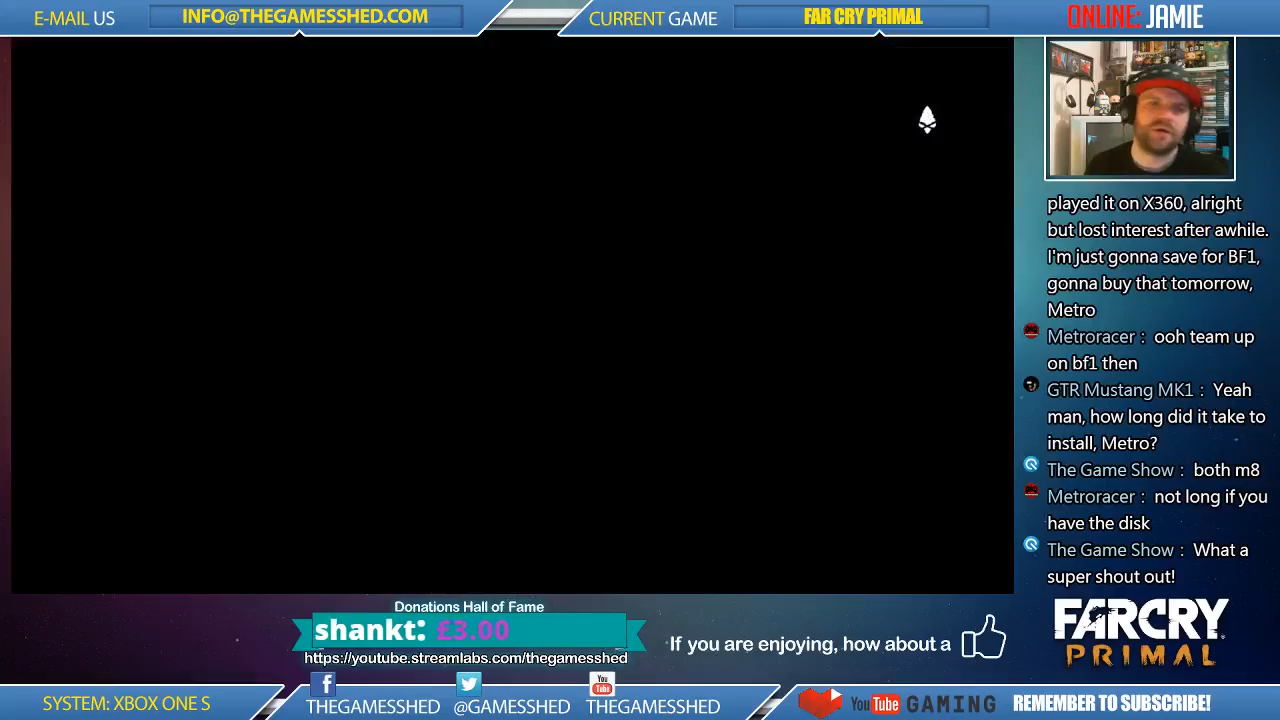 E-MAIL US
INFO@THEGAMESSHED.COM
CURRENT GAME
FAR CRY PRIMAL
ONLINE: JAMIE
played it on X360, alright
but lost interest after awhile.
I'm just gonna save for BF1,
gonna buy that tomorrow,
Metro
Metroracer : ooh team up
on bf1 then
GTR Mustang MK1 : Yeah
man, how long did it take to
install, Metro?
The Game Show : both m8
Metroracer : not long if you
have the disk
The Game Show : What a
super shout out!
Donations Hall of Fame
shankt: £3.00
https://youtube.streamlabs.com/thegamesshed
If you are enjoying, how about a
FARCRY
PRIMAL
SYSTEM: XBOX ONE S
THEGAMESSHED
@GAMESSHED
You Tube
THEGAMESSHED
YouTube GAMING
REMEMBER TO SUBSCRIBE!